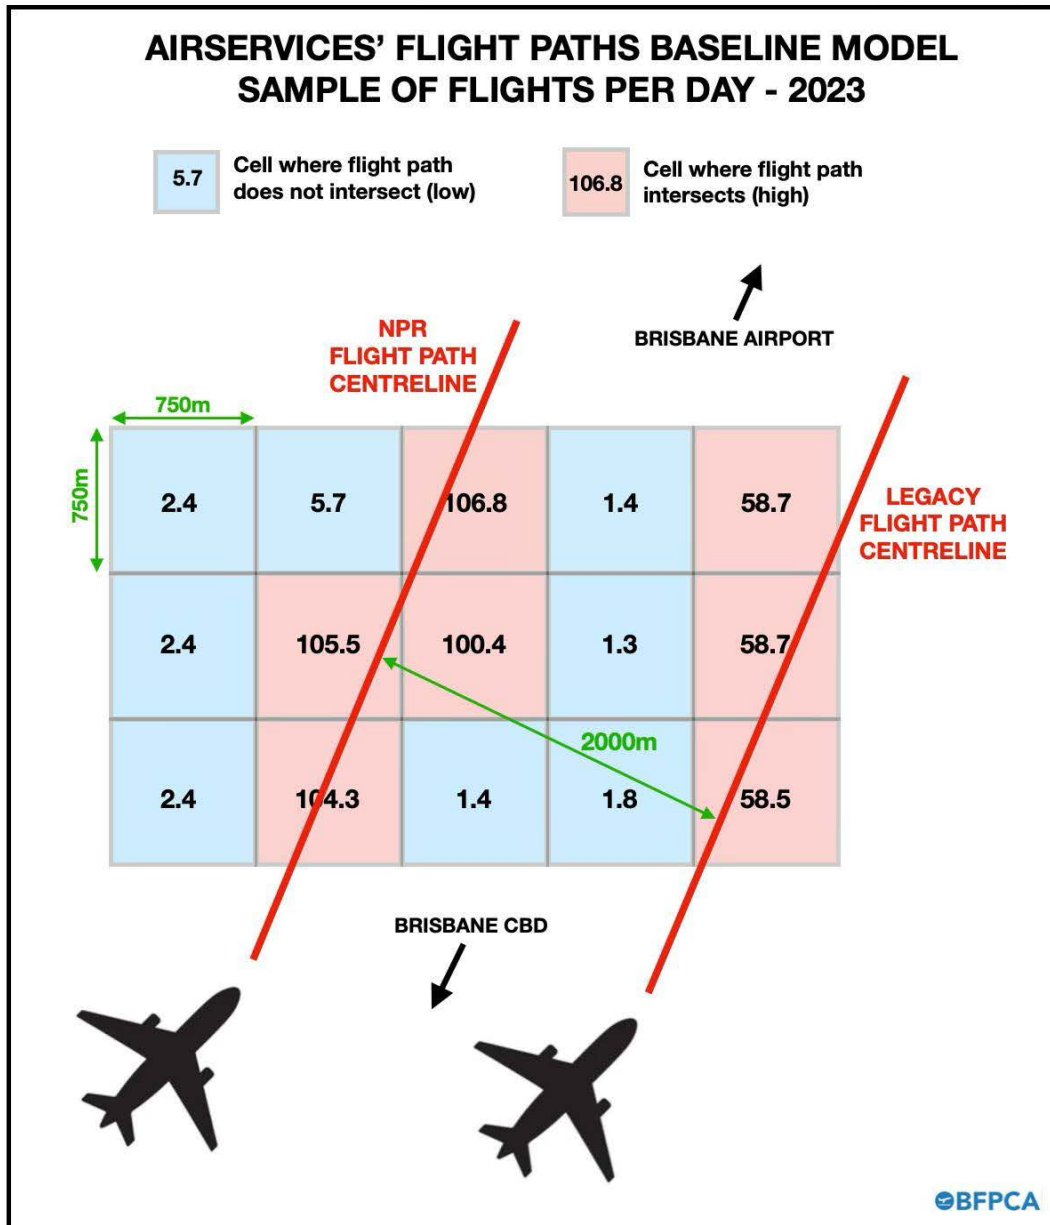 AIRSERVICES’ FLIGHT PATHS BASELINE MODEL
SAMPLE OF FLIGHTS PER DAY - 2023
5.7
Cell where flight path
does not intersect (low)
106.8
Cell where flight path
intersects (high)
BRISBANE AIRPORT
NPR
FLIGHT PATH
CENTRELINE
750m
750m
LEGACY
FLIGHT PATH
CENTRELINE
2.4 5.7 106.8 1.4 58.7
2.4 105.5 100.4 1.3 58.7
2000m
2.4 104.3 1.4 1.8 58.5
BRISBANE CBD
BFPCA